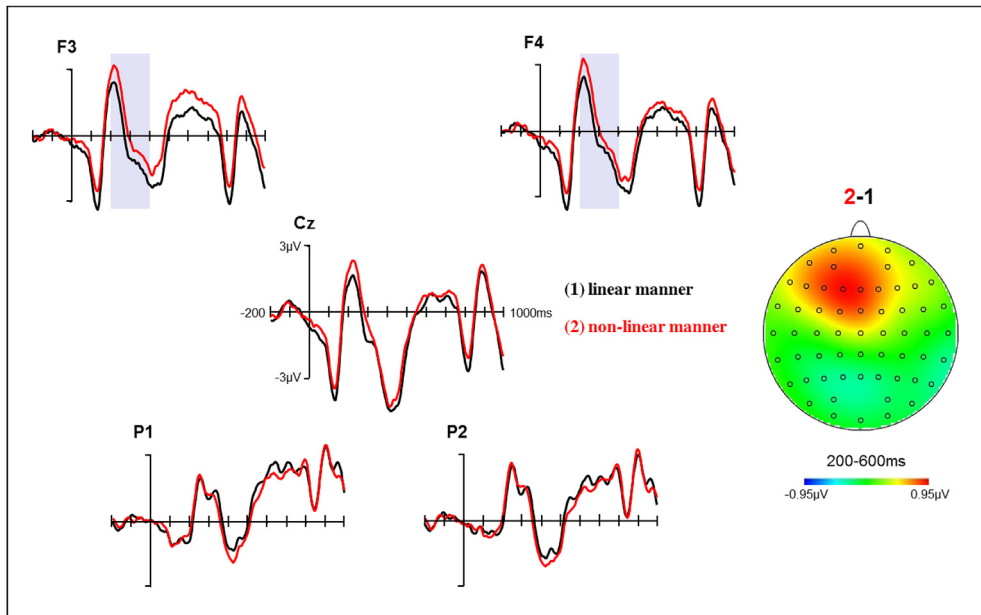 F3
F4
2-1
Cz
3µV
-200
1000ms
-3µV
(1) linear manner
(2) non-linear manner
P1
P2
200-600ms
-0.95µV
0.95µV